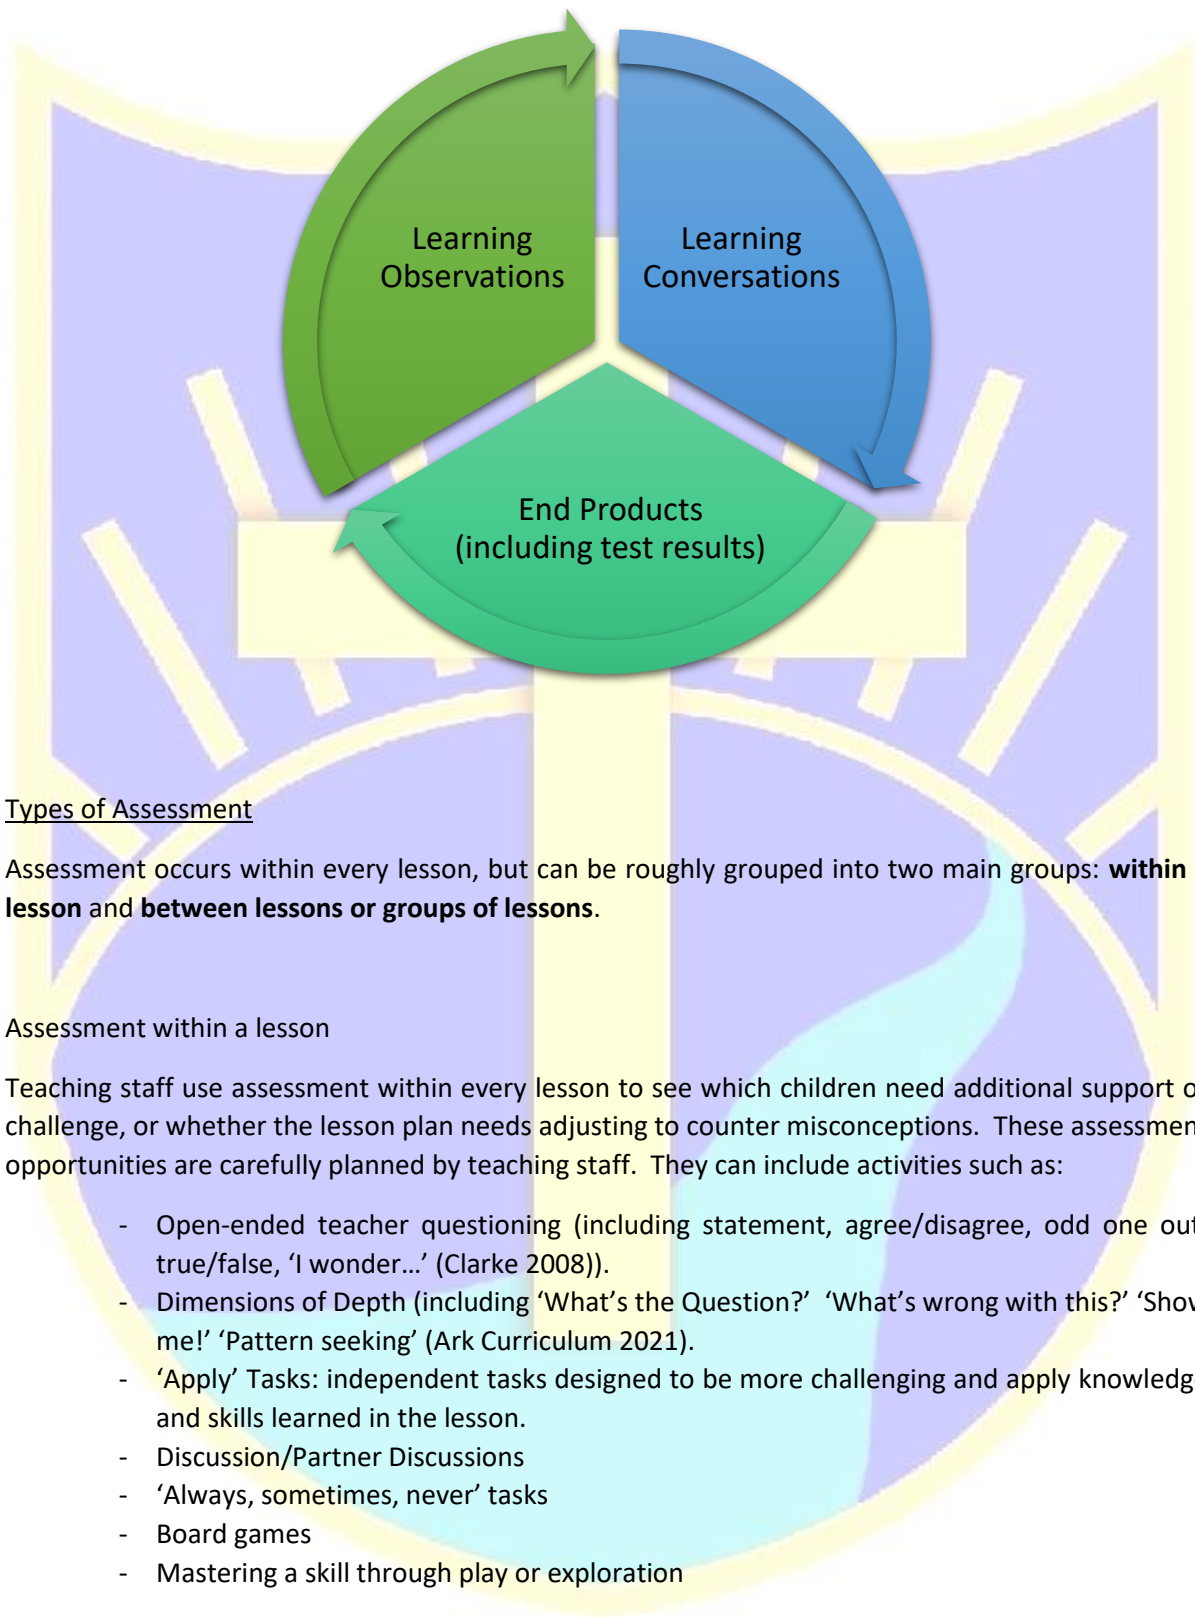 Learning
Observations
Learning
Conversations
End Products
(including test results)
Types of Assessment
Assessment occurs within every lesson, but can be roughly grouped into two main groups: within
lesson and between lessons or groups of lessons.
Assessment within a lesson
Teaching staff use assessment within every lesson to see which children need additional support o
challenge, or whether the lesson plan needs adjusting to counter misconceptions. These assessmen
opportunities are carefully planned by teaching staff. They can include activities such as:
- Open-ended teacher questioning (including statement, agree/disagree, odd one out
true/false, ‘I wonder…’ (Clarke 2008)).
- Dimensions of Depth (including ‘What’s the Question?’ ‘What’s wrong with this?’ ‘Show
me!’ ‘Pattern seeking’ (Ark Curriculum 2021).
- ‘Apply’ Tasks: independent tasks designed to be more challenging and apply knowledge
and skills learned in the lesson.
- Discussion/Partner Discussions
- ‘Always, sometimes, never’ tasks
- Board games
- Mastering a skill through play or exploration